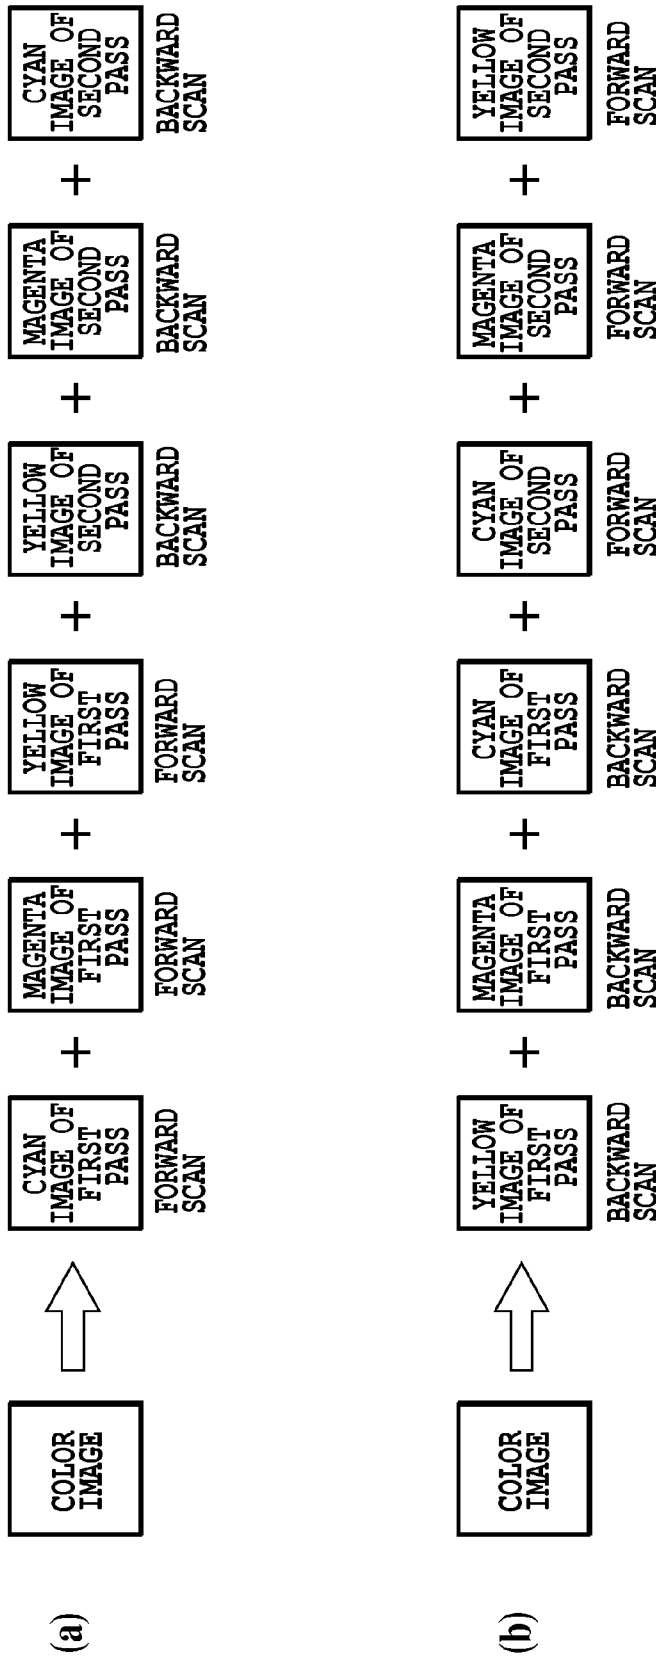 (a)
COLOR
IMAGE
CYAN
IMAGE OF
FIRST
PASS
FORWARD
SCAN
+
MAGENTA
IMAGE OF
FIRST
PASS
FORWARD
SCAN
+
YELLOW
IMAGE OF
FIRST
PASS
FORWARD
SCAN
+
YELLOW
IMAGE OF
SECOND
PASS
BACKWARD
SCAN
+
MAGENTA
IMAGE OF
SECOND
PASS
BACKWARD
SCAN
+
CYAN
IMAGE OF
SECOND
PASS
BACKWARD
SCAN
(b)
COLOR
IMAGE
YELLOW
IMAGE OF
FIRST
PASS
BACKWARD
SCAN
+
MAGENTA
IMAGE OF
FIRST
PASS
BACKWARD
SCAN
+
CYAN
IMAGE OF
FIRST
PASS
BACKWARD
SCAN
+
CYAN
IMAGE OF
SECOND
PASS
FORWARD
SCAN
+
MAGENTA
IMAGE OF
SECOND
PASS
FORWARD
SCAN
+
YELLOW
IMAGE OF
SECOND
PASS
FORWARD
SCAN